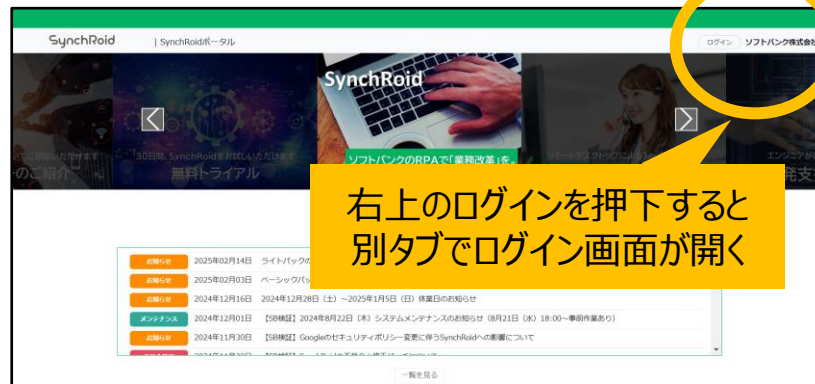 SynchRoid | SynchRoidポータル ログイン ソフトバンク株式会社
SynchRoid
ソフトバンクのRPAで「業務改革」を。
30日間、SynchRoidをお試しいただけます
無料トライアル
のご紹介
右上のログインを押下すると
別タブでログイン画面が開く
お知らせ 2025年02月14日 ライトパックの
お知らせ 2025年02月03日 ベーシックパッ
お知らせ 2024年12月16日 2024年12月28日（土）～2025年1月5日（日）休業日のお知らせ
メンテナンス 2024年12月01日 【SB検証】2024年8月22日（木）システムメンテナンスのお知らせ（8月21日（水）18:00～事前作業あり）
お知らせ 2024年11月30日 【SB検証】Googleのセキュリティポリシー変更に伴うSynchRoidへの影響について
一覧を見る